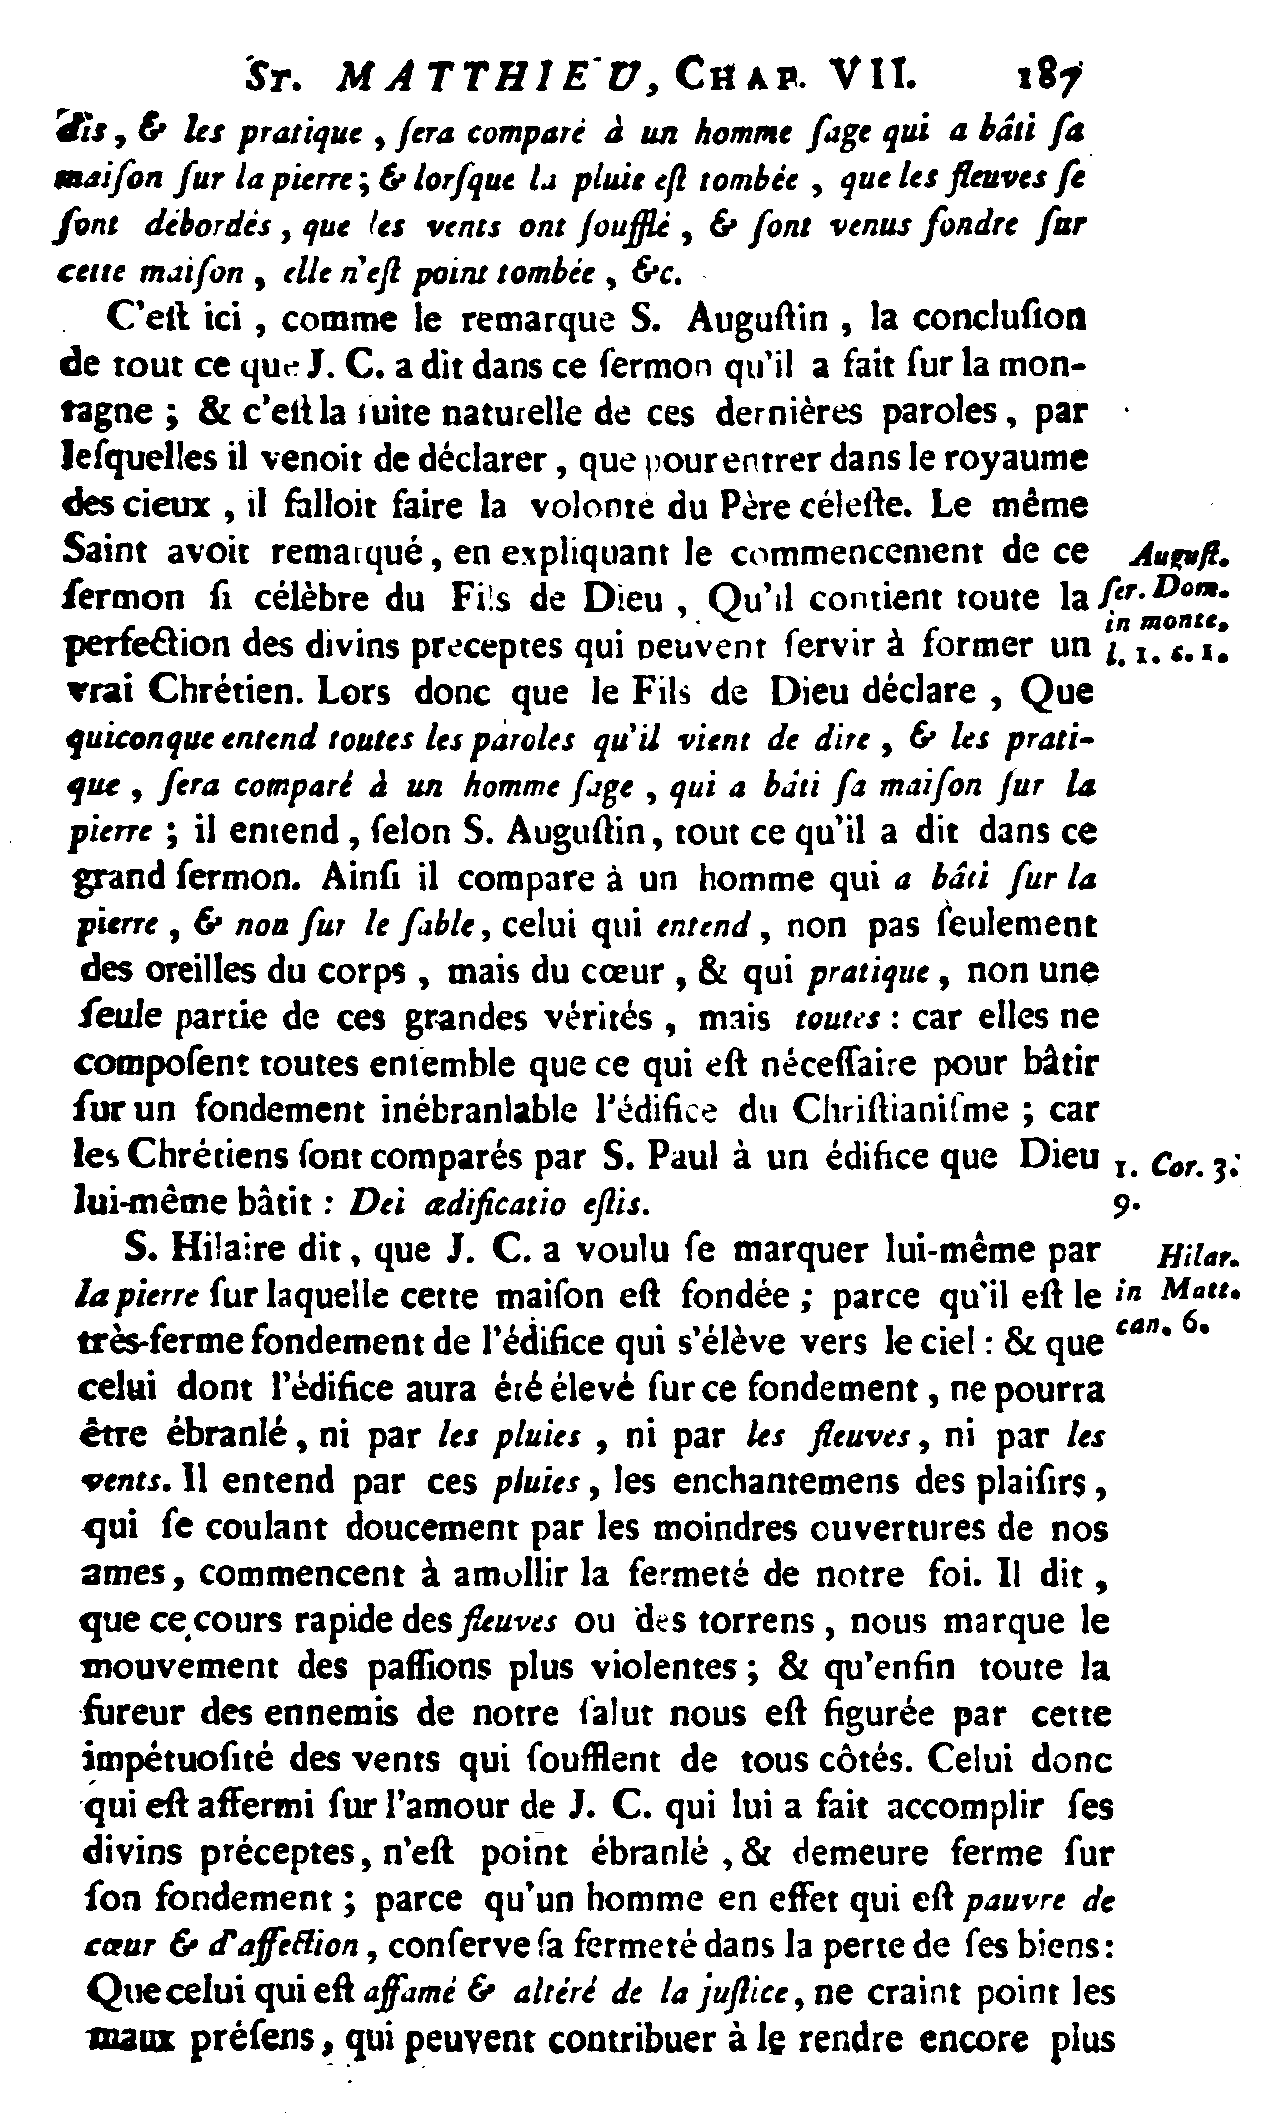 St. MATTHIEU, CHAP. VII. 187
dis, & les pratique, ſera comparé à un homme ſage qui a bâti ſa
maiſon ſur la pierre; & lorſque la pluie eſt tombée, que les fleuves ſe
ſont débordés, que les vents ont ſoufflé, & ſont venus fondre ſur
cette maiſon, elle n'eſt point tombée, &c.
C'eſt ici, comme le remarque S. Auguſtin, la concluſion
de tout ce que J. C. a dit dans ce ſermon qu'il a fait ſur la mon-
tagne; & c'eſt la ſuite naturelle de ces dernières paroles, par
leſquelles il venoit de déclarer, que pour entrer dans le royaume
des cieux, il falloit faire la volonté du Père céleſte. Le même
Saint avoit remarqué, en expliquant le commencement de ce
ſermon ſi célèbre du Fils de Dieu, Qu'il contient toute la
perfection des divins preceptes qui peuvent ſervir à former un
vrai Chrétien. Lors donc que le Fils de Dieu déclare, Que
quiconque entend toutes les paroles qu'il vient de dire, & les prati-
que, ſera comparé à un homme ſage, qui a bâti ſa maiſon ſur la
pierre; il entend, ſelon S. Auguſtin, tout ce qu'il a dit dans ce
grand ſermon. Ainſi il compare à un homme qui a bâti ſur la
pierre, & non ſur le ſable, celui qui entend, non pas ſeulement
des oreilles du corps, mais du cœur, & qui pratique, non une
ſeule partie de ces grandes vérités, mais toutes: car elles ne
compoſent toutes enſemble que ce qui eſt néceſſaire pour bâtir
ſur un fondement inébranlable l'édifice du Chriſtianiſme; car
les Chrétiens ſont comparés par S. Paul à un édifice que Dieu
lui-même bâtit: Dei ædificatio eſtis.
S. Hilaire dit, que J. C. a voulu ſe marquer lui-même par
la pierre ſur laquelle cette maiſon eſt fondée; parce qu'il eſt le
très-ferme fondement de l'édifice qui s'élève vers le ciel: & que
celui dont l'édifice aura été élevé ſur ce fondement, ne pourra
être ébranlé, ni par les pluies, ni par les fleuves, ni par les
vents. Il entend par ces pluies, les enchantemens des plaiſirs,
qui ſe coulant doucement par les moindres ouvertures de nos
ames, commencent à amollir la fermeté de notre foi. Il dit,
que ce cours rapide des fleuves ou des torrens, nous marque le
mouvement des paſſions plus violentes; & qu'enfin toute la
fureur des ennemis de notre ſalut nous eſt figurée par cette
impétuoſité des vents qui ſoufflent de tous côtés. Celui donc
qui eſt affermi ſur l'amour de J. C. qui lui a fait accomplir ſes
divins préceptes, n'eſt point ébranlé, & demeure ferme ſur
ſon fondement; parce qu'un homme en effet qui eſt pauvre de
cœur & d'affection, conſerve ſa fermeté dans la perte de ſes biens:
Que celui qui eſt affamé & altéré de la juſtice, ne craint point les
maux préſens, qui peuvent contribuer à le rendre encore plus
Auguſt.
ſer. Dom.
in monte,
l. 1. c. 1.
1. Cor. 3:
9.
Hilar.
in Matt.
can. 6.